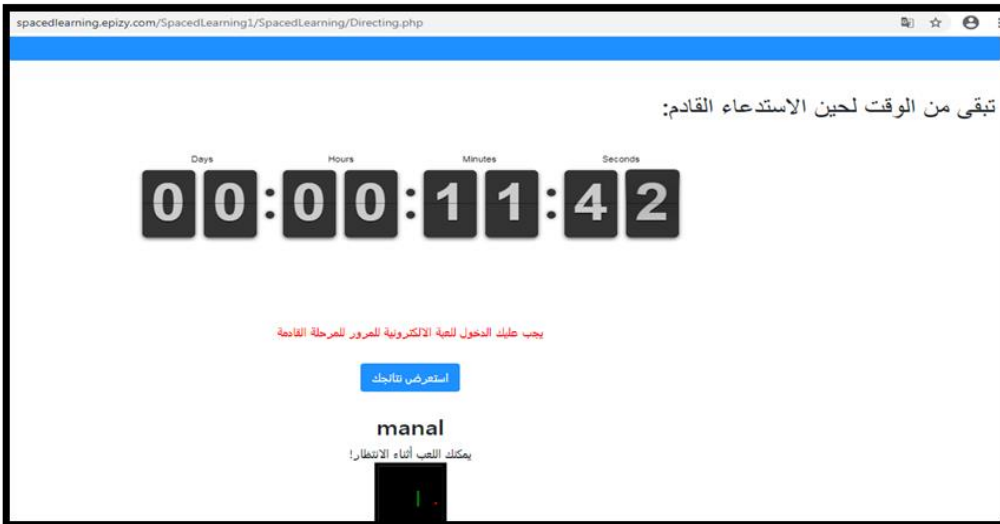 spacedlearning.epizy.com/SpacedLearning1/SpacedLearning/Directing.php
تبقى من الوقت لحين الاستدعاء القادم:
Days Hours Minutes Seconds
00:00:11:42
يجب عليك الدخول للعبة الالكترونية للمرور للمرحلة القادمة
استعرض نتائجك
manal
يمكنك اللعب أثناء الانتظار!